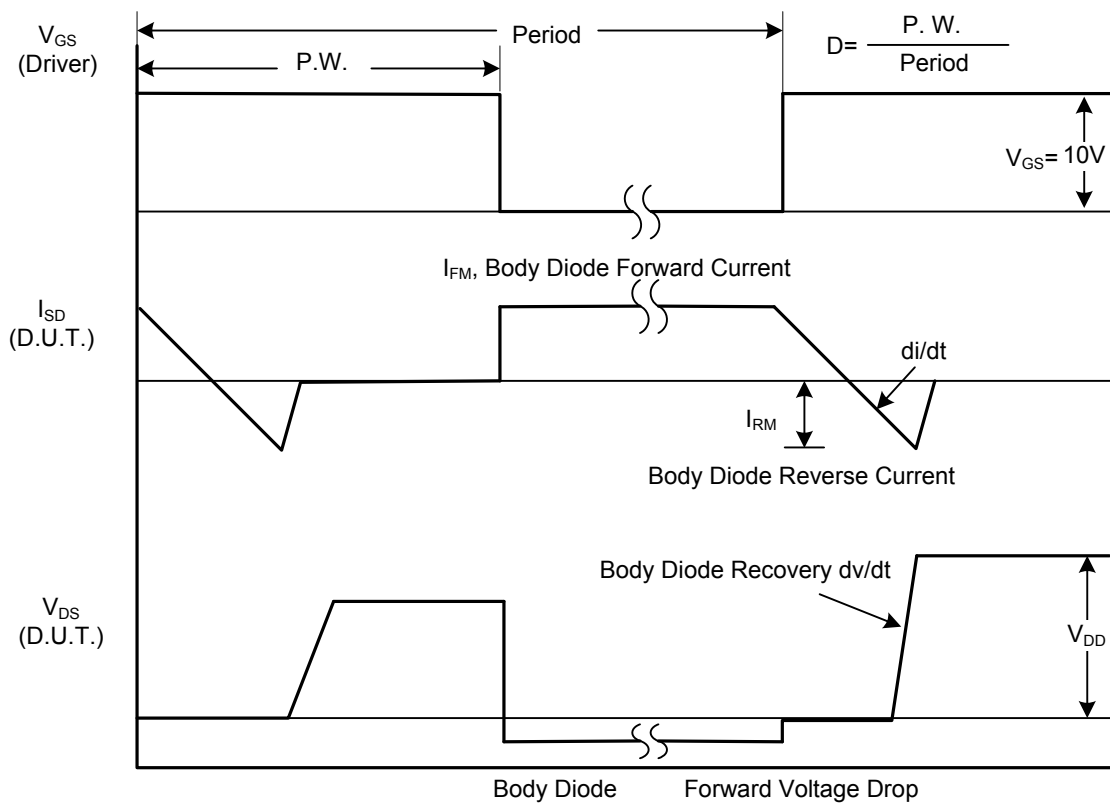 V_GS
(Driver)
Period
P.W.
D= P. W.
Period
V_GS= 10V
I_FM, Body Diode Forward Current
I_SD
(D.U.T.)
di/dt
I_RM
Body Diode Reverse Current
Body Diode Recovery dv/dt
V_DS
(D.U.T.)
V_DD
Body Diode Forward Voltage Drop